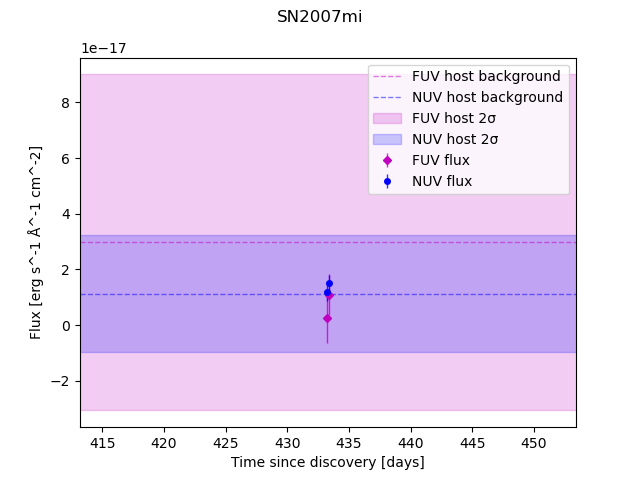 SN2007mi
1e−17
FUV host background
NUV host background
FUV host 2σ
NUV host 2σ
FUV flux
NUV flux
8
6
4
2
0
−2
Flux [erg s^-1 Å^-1 cm^-2]
415 420 425 430 435 440 445 450
Time since discovery [days]